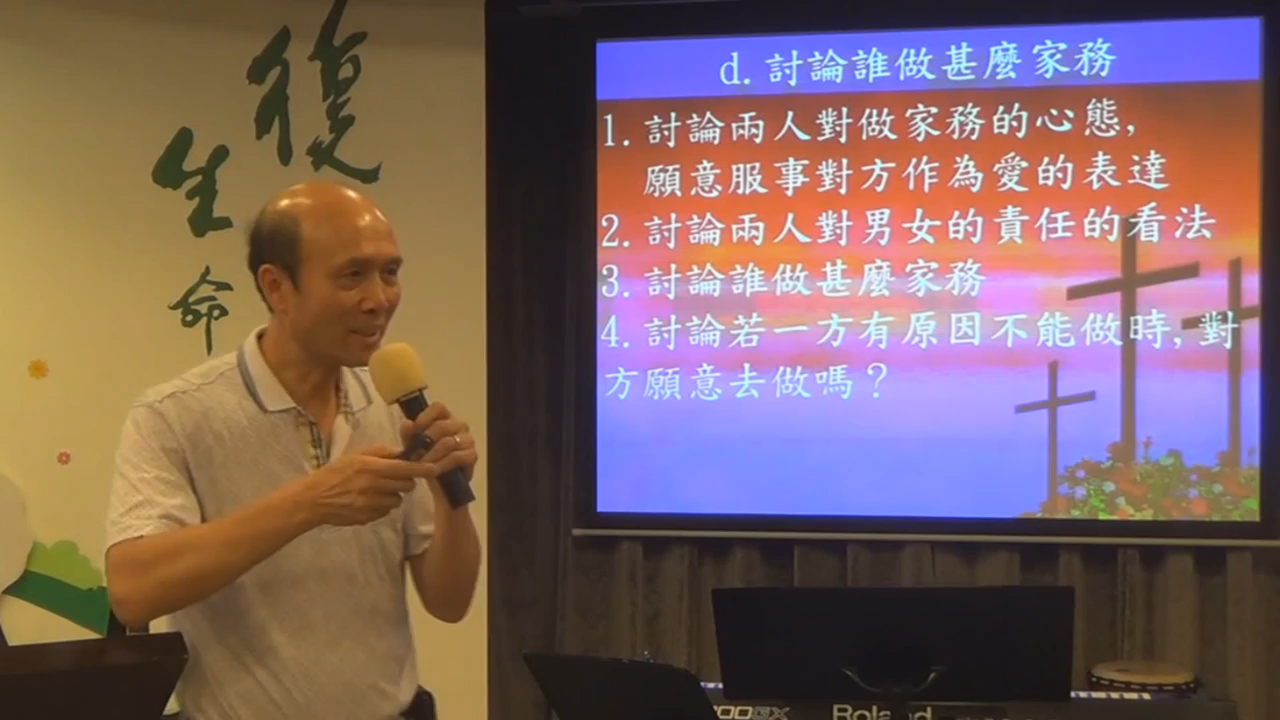 復
生
命
d. 討論誰做甚麼家務
1. 討論兩人對做家務的心態,
願意服事對方作為愛的表達
2. 討論兩人對男女的責任的看法
3. 討論誰做甚麼家務
4. 討論若一方有原因不能做時, 對
方願意去做嗎？
700GX
Roland